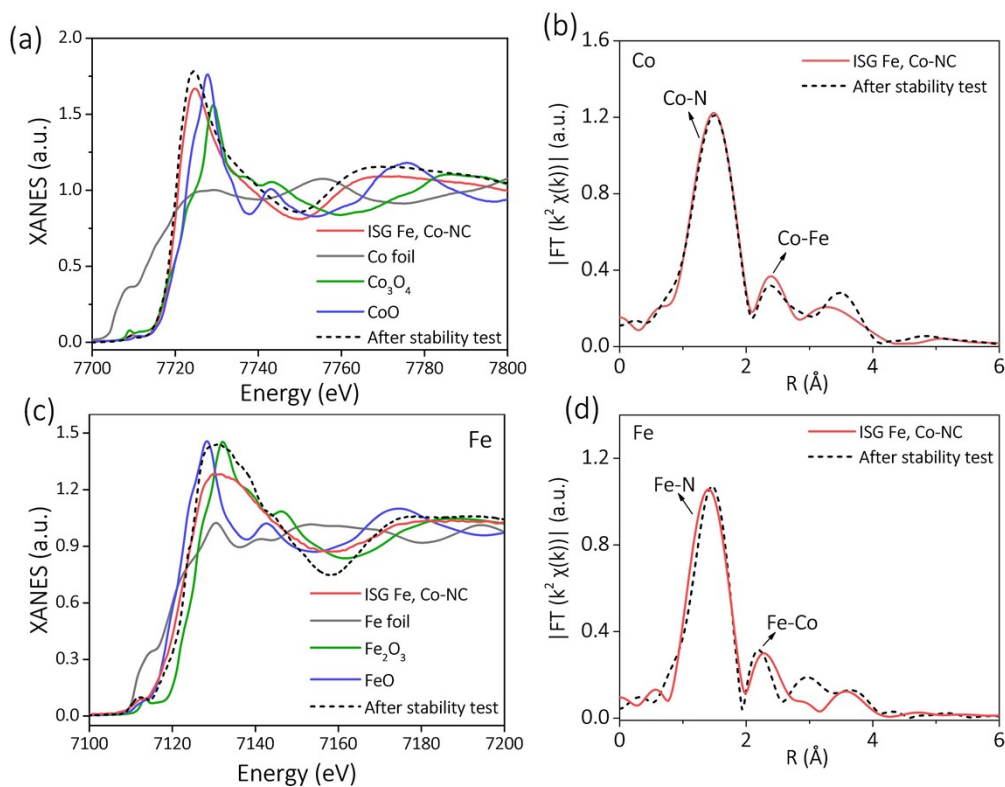 (a)
XANES (a.u.)
2.0
1.5
1.0
0.5
0.0
ISG Fe, Co-NC
Co foil
Co₃O₄
CoO
After stability test
7700 7720 7740 7760 7780 7800
Energy (eV)
(b)
|FT (k² χ(k))| (a.u.)
1.6
1.2
0.8
0.4
0.0
Co
ISG Fe, Co-NC
After stability test
Co-N
Co-Fe
0 2 4 6
R (Å)
(c)
XANES (a.u.)
1.5
1.2
0.9
0.6
0.3
0.0
Fe
ISG Fe, Co-NC
Fe foil
Fe₂O₃
FeO
After stability test
7100 7120 7140 7160 7180 7200
Energy (eV)
(d)
|FT (k² χ(k))| (a.u.)
1.2
0.8
0.4
0.0
Fe
ISG Fe, Co-NC
After stability test
Fe-N
Fe-Co
0 2 4 6
R (Å)